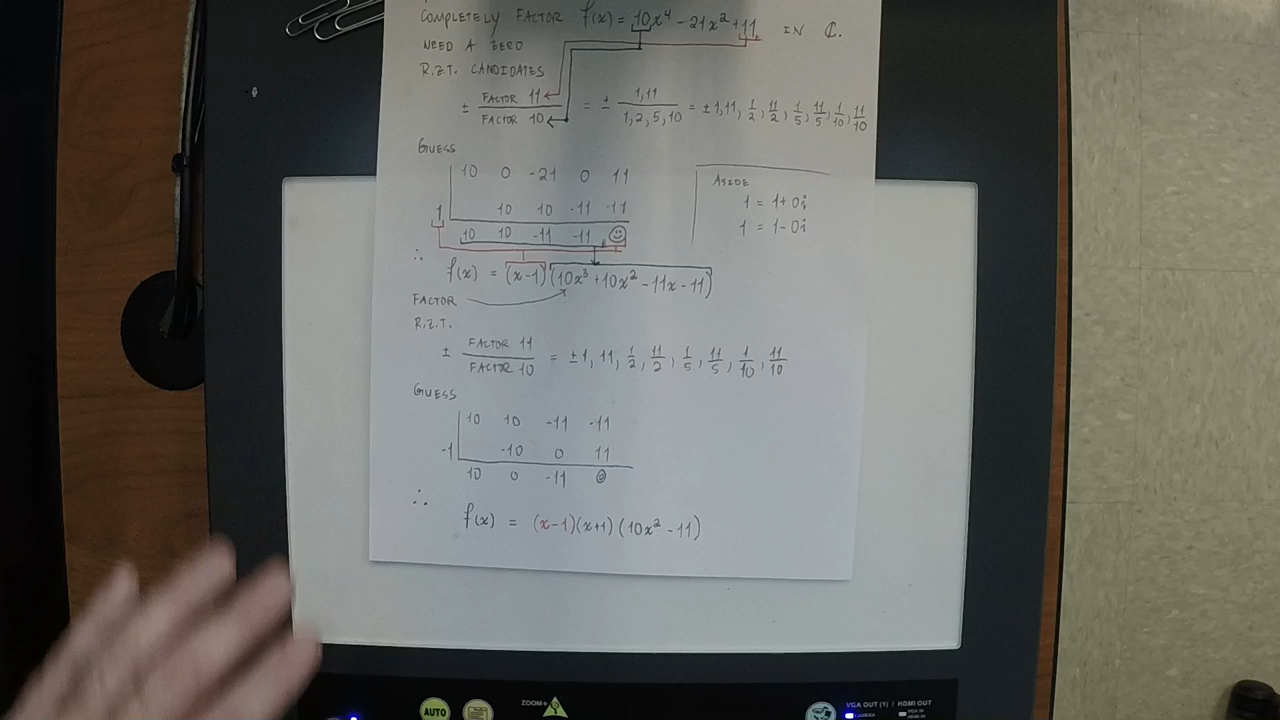 COMPLETELY FACTOR f(x) = 10x⁴ - 21x² + 11 IN ℂ.
NEED A ZERO
R.Z.T. CANDIDATES
± FACTOR 11 / FACTOR 10 = ± 1, 11 / 1, 2, 5, 10 = ± 1, 11, 1/2, 11/2, 1/5, 11/5, 1/10, 11/10
GUESS
10 0 -21 0 11
1 10 10 -11 -11
10 10 -11 -11 ☺
ASIDE
1 = 1 + 0i
1 = 1 - 0i
∴ f(x) = (x-1)(10x³ + 10x² - 11x - 11)
FACTOR
R.Z.T.
± FACTOR 11 / FACTOR 10 = ± 1, 11, 1/2, 11/2, 1/5, 11/5, 1/10, 11/10
GUESS
10 10 -11 -11
-1 -10 0 11
10 0 -11 ☺
∴ f(x) = (x-1)(x+1)(10x² - 11)
AUTO
ZOOM+
VGA OUT (1) / HDMI OUT